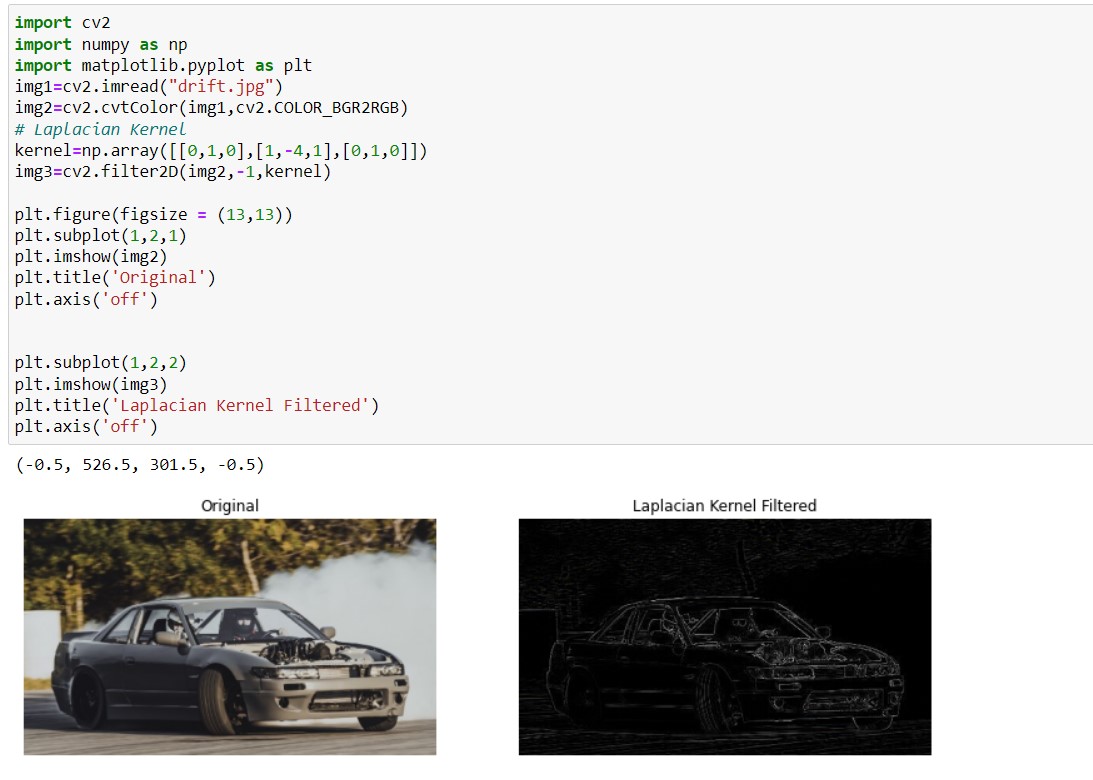 import cv2
import numpy as np
import matplotlib.pyplot as plt
img1=cv2.imread("drift.jpg")
img2=cv2.cvtColor(img1,cv2.COLOR_BGR2RGB)
# Laplacian Kernel
kernel=np.array([[0,1,0],[1,-4,1],[0,1,0]])
img3=cv2.filter2D(img2,-1,kernel)
plt.figure(figsize = (13,13))
plt.subplot(1,2,1)
plt.imshow(img2)
plt.title('Original')
plt.axis('off')
plt.subplot(1,2,2)
plt.imshow(img3)
plt.title('Laplacian Kernel Filtered')
plt.axis('off')
(-0.5, 526.5, 301.5, -0.5)
Original
Laplacian Kernel Filtered